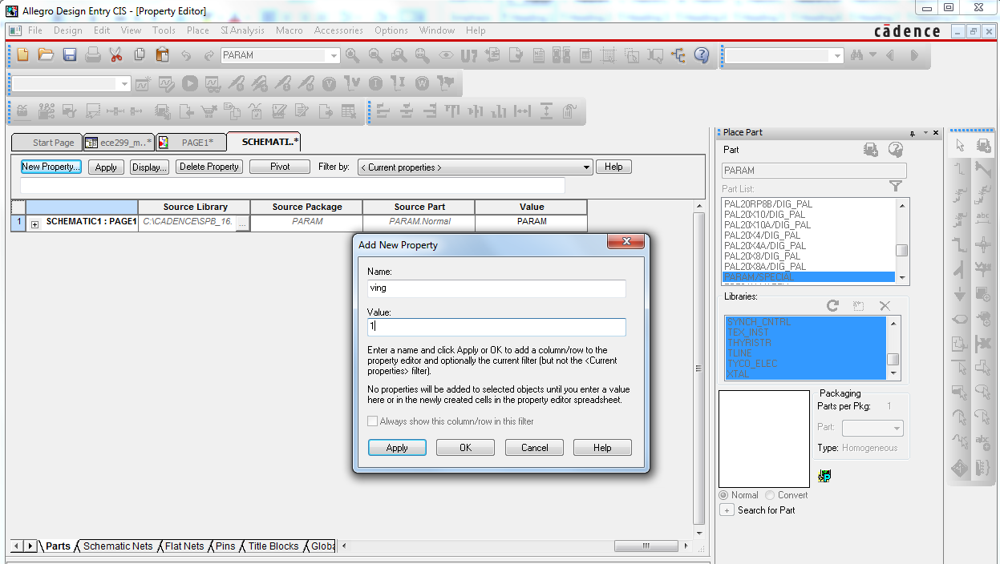 Allegro Design Entry CIS - [Property Editor]
File Design Edit View Tools Place SI Analysis Macro Accessories Options Window Help
cādence
PARAM
Start Page ece299_m..* PAGE1* SCHEMATI..*
New Property... Apply Display... Delete Property Pivot Filter by: < Current properties > Help
Source Library Source Package Source Part Value
1 SCHEMATIC1 : PAGE1 C:\CADENCE\SPB_16. ... PARAM PARAM.Normal PARAM
Add New Property
Name:
ving
Value:
1
Enter a name and click Apply or OK to add a column/row to the
property editor and optionally the current filter (but not the <Current
properties> filter).
No properties will be added to selected objects until you enter a value
here or in the newly created cells in the property editor spreadsheet.
Always show this column/row in this filter
Apply OK Cancel Help
Parts Schematic Nets Flat Nets Pins Title Blocks Globa
Place Part
Part
PARAM
Part List:
PAL20RP8B/DIG_PAL
PAL20X10/DIG_PAL
PAL20X10A/DIG_PAL
PAL20X4/DIG_PAL
PAL20X4A/DIG_PAL
PAL20X8/DIG_PAL
PAL20X8A/DIG_PAL
PARAM/SPECIAL
Libraries:
SYNCH_CNTRL
TEX_INST
THYRISTR
TLINE
TYCO_ELEC
XTAL
Packaging
Parts per Pkg: 1
Part:
Type: Homogeneous
Normal Convert
Search for Part